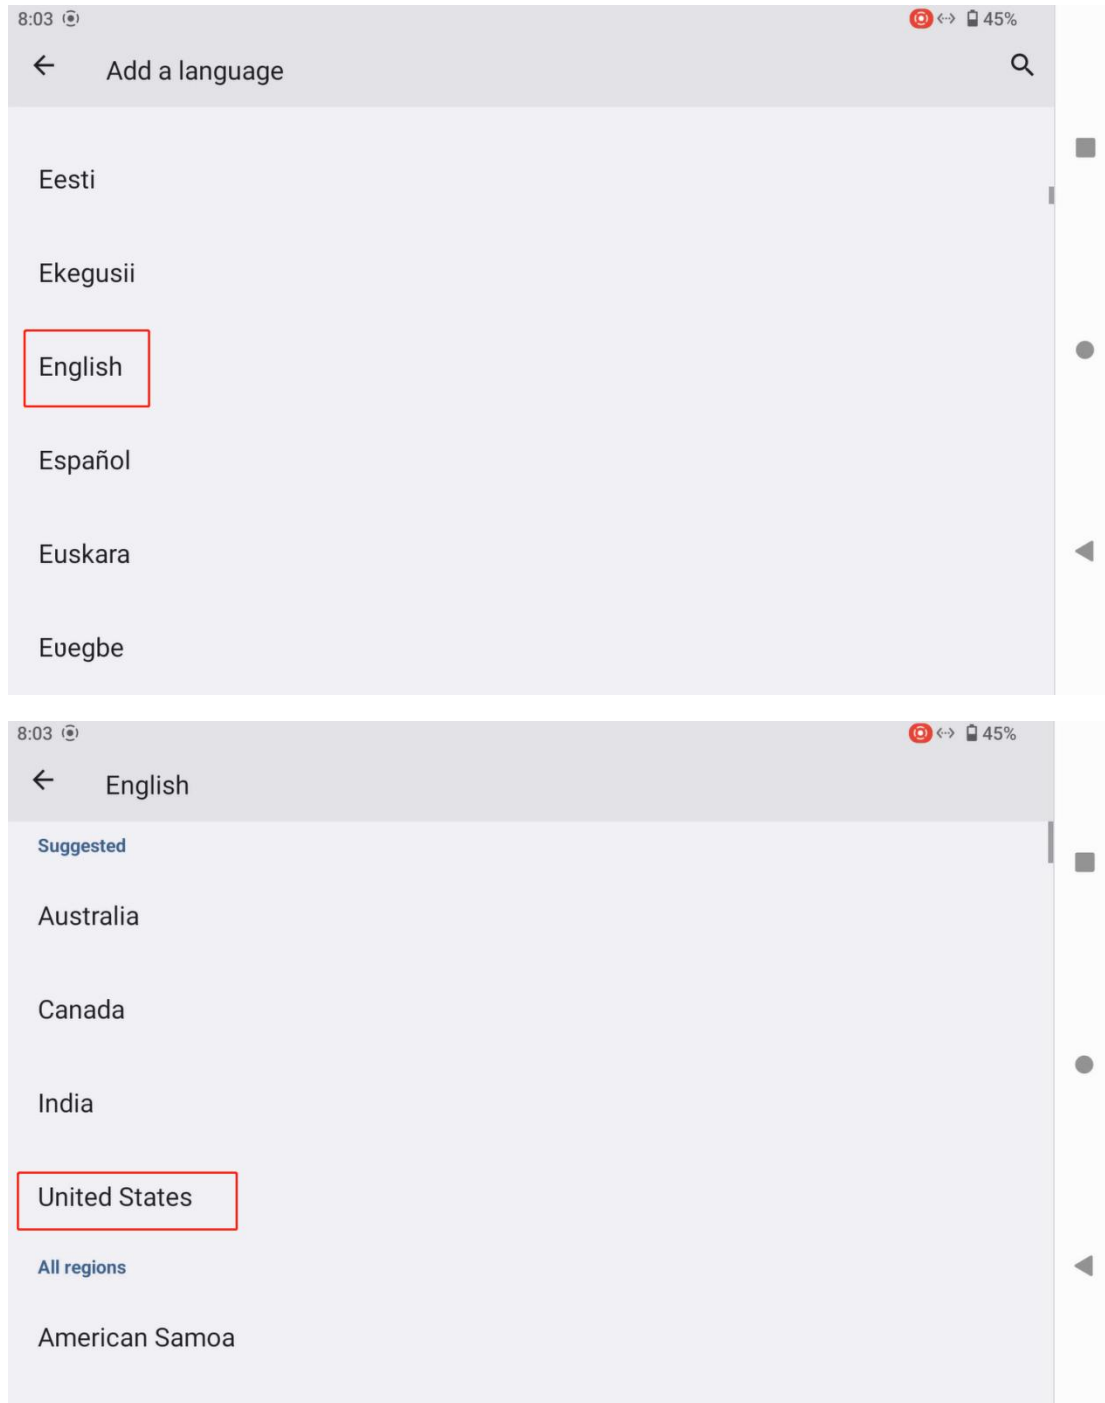 8:03 45%
Add a language
Eesti
Ekegusii
English
Español
Euskara
Eʋegbe
8:03 45%
English
Suggested
Australia
Canada
India
United States
All regions
American Samoa